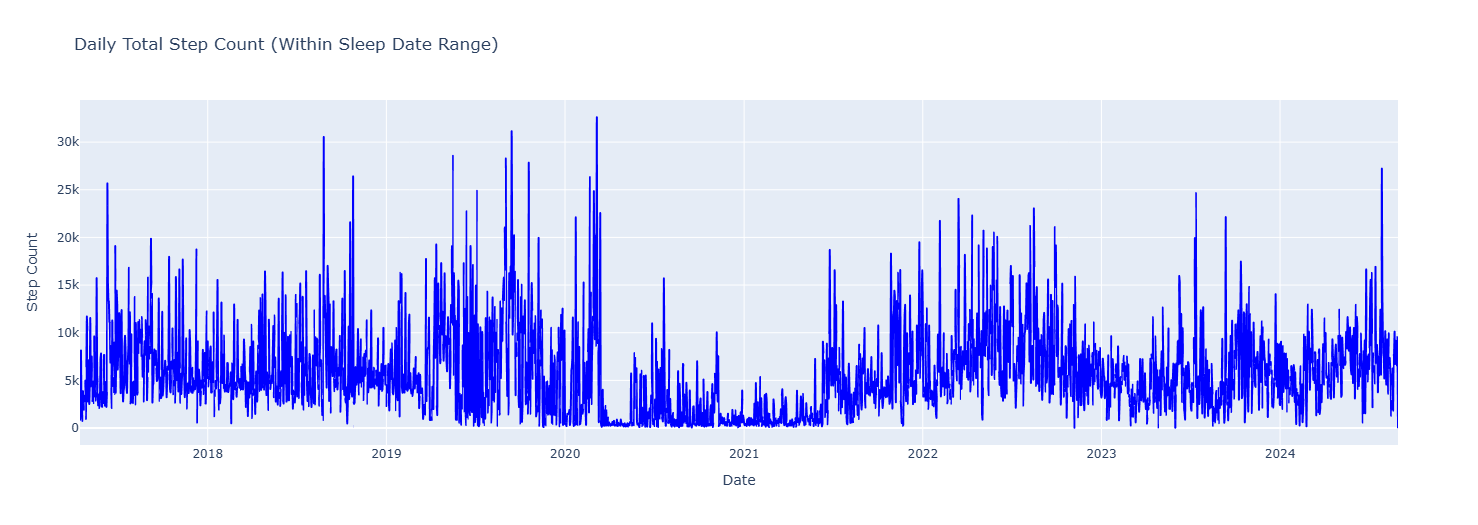 Daily Total Step Count (Within Sleep Date Range)
30k
25k
20k
15k
10k
5k
0
Step Count
2018 2019 2020 2021 2022 2023 2024
Date